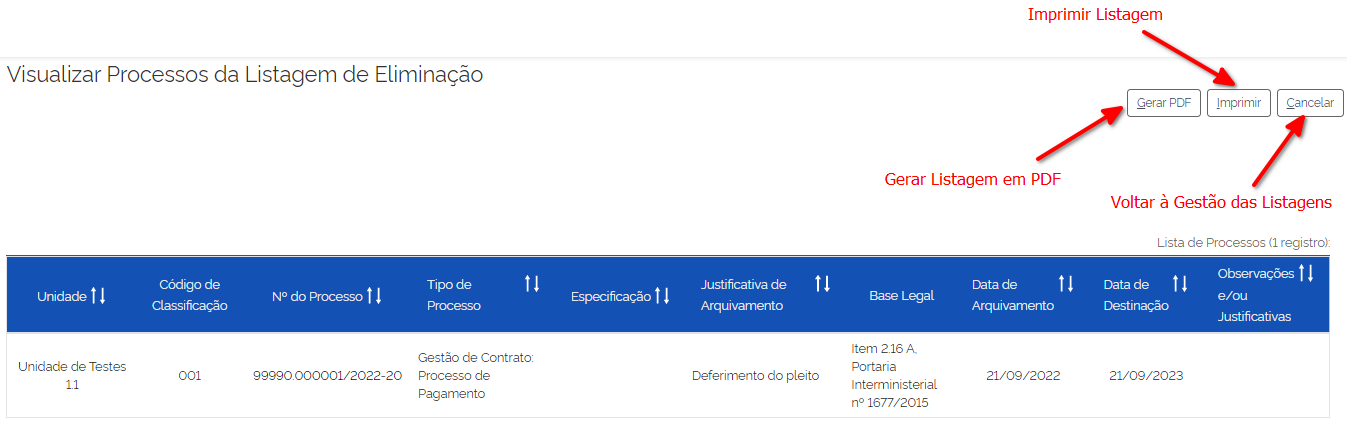 Imprimir Listagem
Visualizar Processos da Listagem de Eliminação
Gerar PDF
Imprimir
Cancelar
Gerar Listagem em PDF
Voltar à Gestão das Listagens
Lista de Processos (1 registro):
Unidade
Código de
Classificação
Nº do Processo
Tipo de
Processo
Especificação
Justificativa de
Arquivamento
Base Legal
Data de
Arquivamento
Data de
Destinação
Observações
e/ou
Justificativas
Unidade de Testes
1.1
001
99990.000001/2022-20
Gestão de Contrato:
Processo de
Pagamento
Deferimento do pleito
Item 2.16 A,
Portaria
Interministerial
nº 1677/2015
21/09/2022
21/09/2023